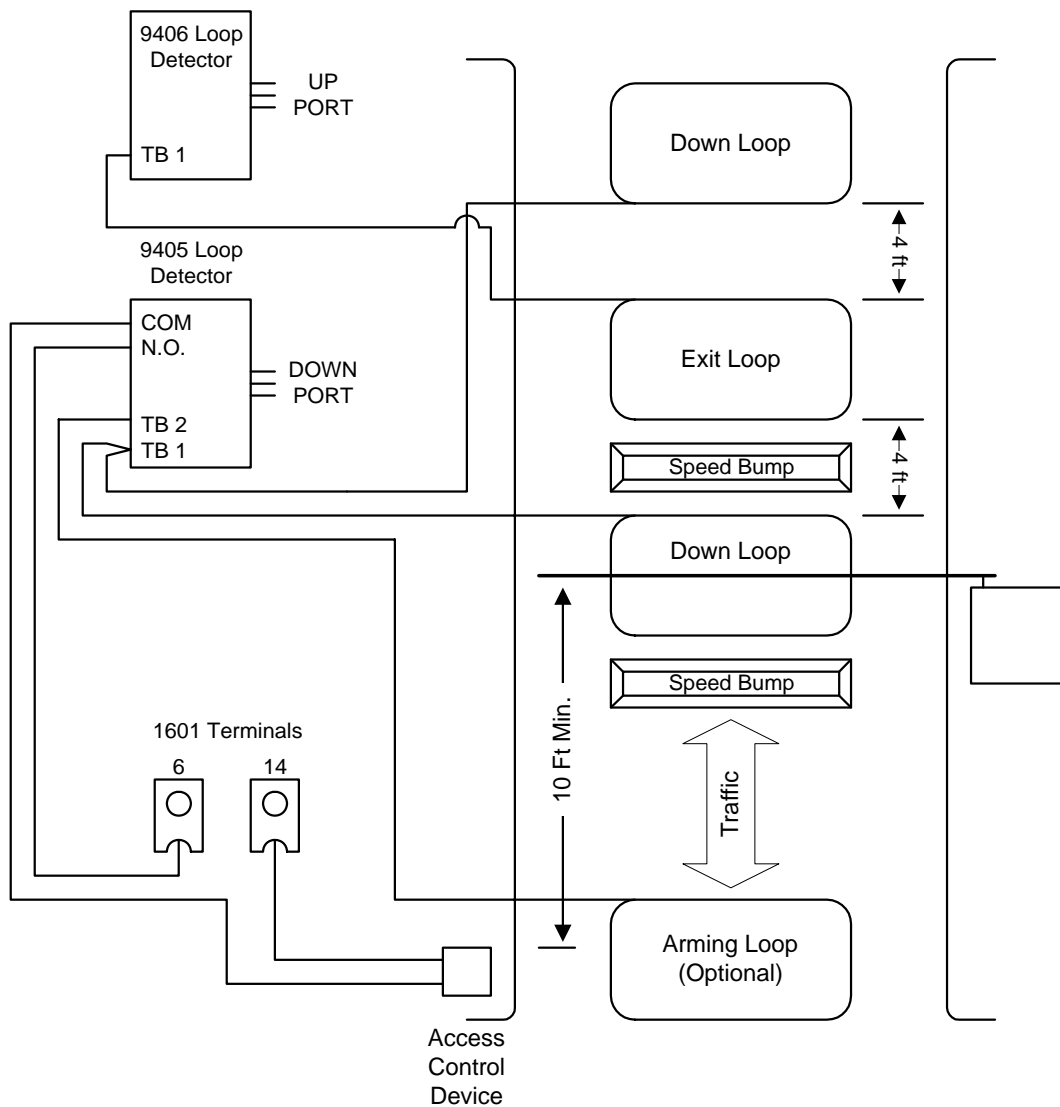 9406 Loop
Detector
UP
PORT
TB 1
Down Loop
4 ft
9405 Loop
Detector
COM
N.O.
DOWN
PORT
TB 2
TB 1
Exit Loop
4 ft
Speed Bump
Down Loop
Speed Bump
10 Ft Min.
Traffic
1601 Terminals
6
14
Arming Loop
(Optional)
Access
Control
Device